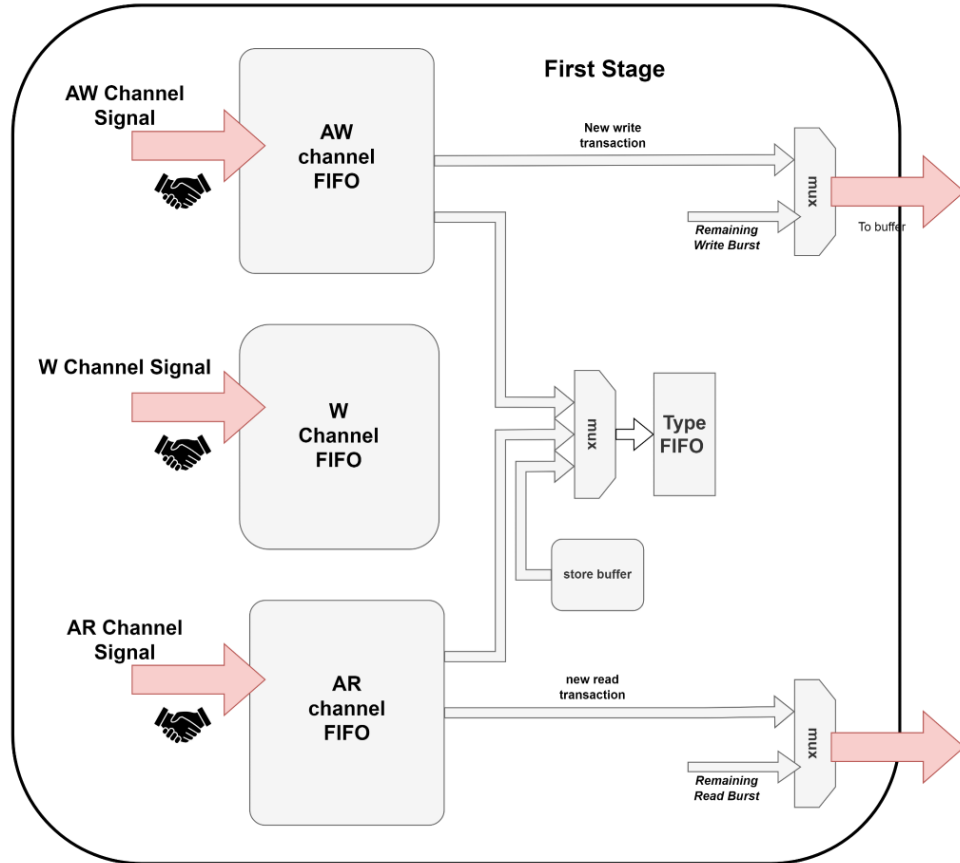 First Stage
AW Channel
Signal
AW
channel
FIFO
New write
transaction
mux
Remaining
Write Burst
To buffer
W Channel Signal
W
Channel
FIFO
mux
Type
FIFO
store buffer
AR Channel
Signal
AR
channel
FIFO
new read
transaction
mux
Remaining
Read Burst